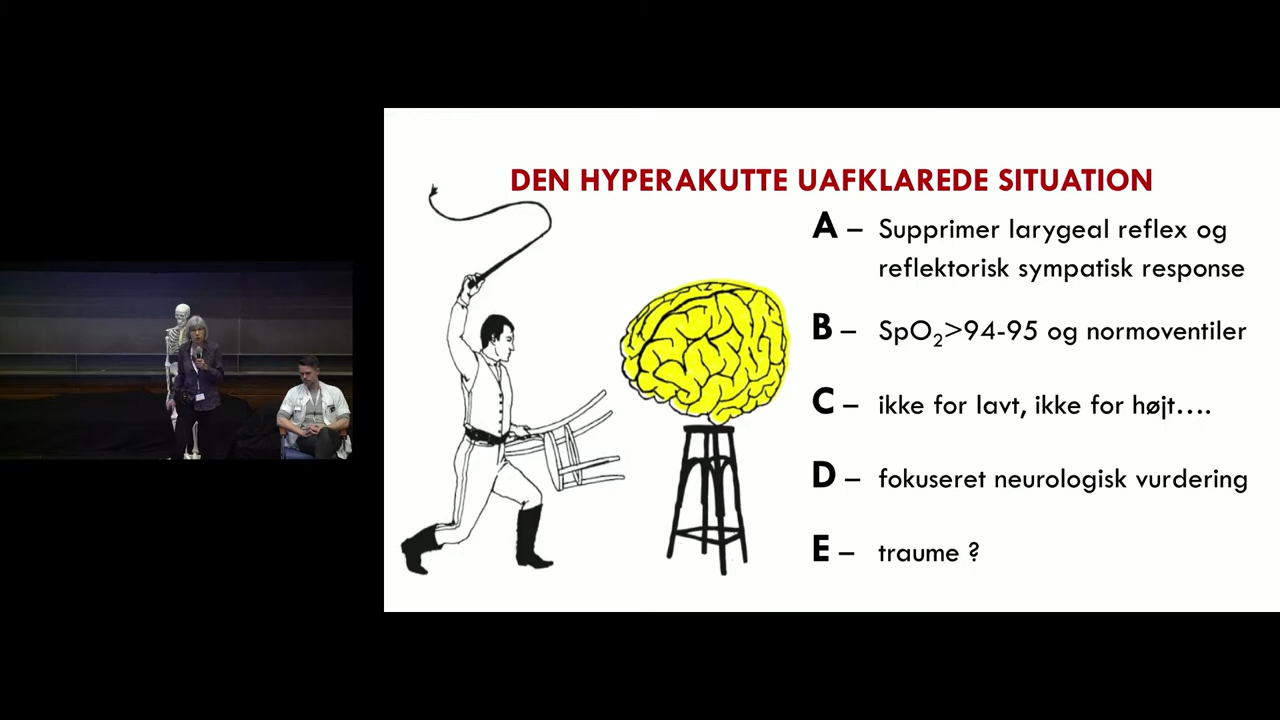 DEN HYPERAKUTTE UAFKLAREDE SITUATION
A – Supprimer larygeal reflex og
reflektorisk sympatisk response
B – SpO₂>94-95 og normoventiler
C – ikke for lavt, ikke for højt....
D – fokuseret neurologisk vurdering
E – traume ?